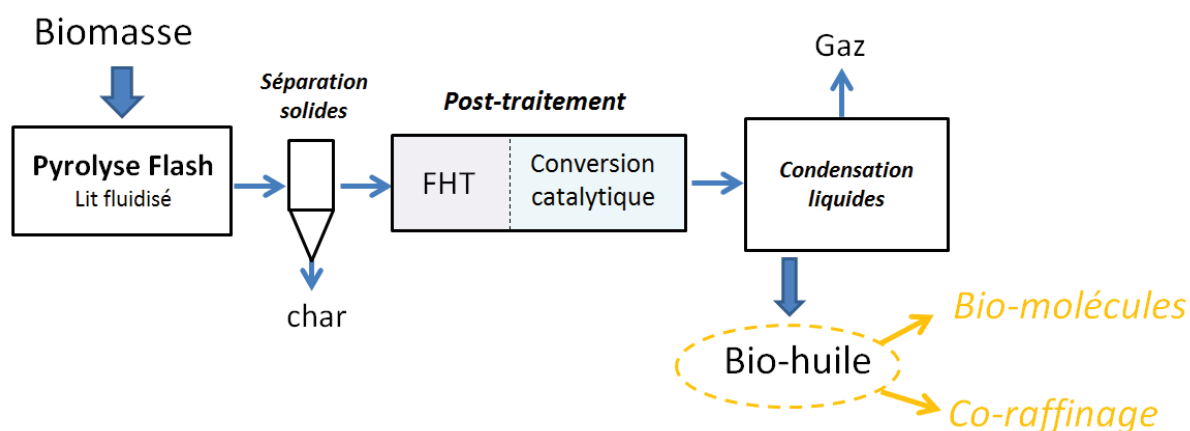 Biomasse
Pyrolyse Flash
Lit fluidisé
Séparation
solides
char
Post-traitement
FHT
Conversion
catalytique
Gaz
Condensation
liquides
Bio-huile
Bio-molécules
Co-raffinage